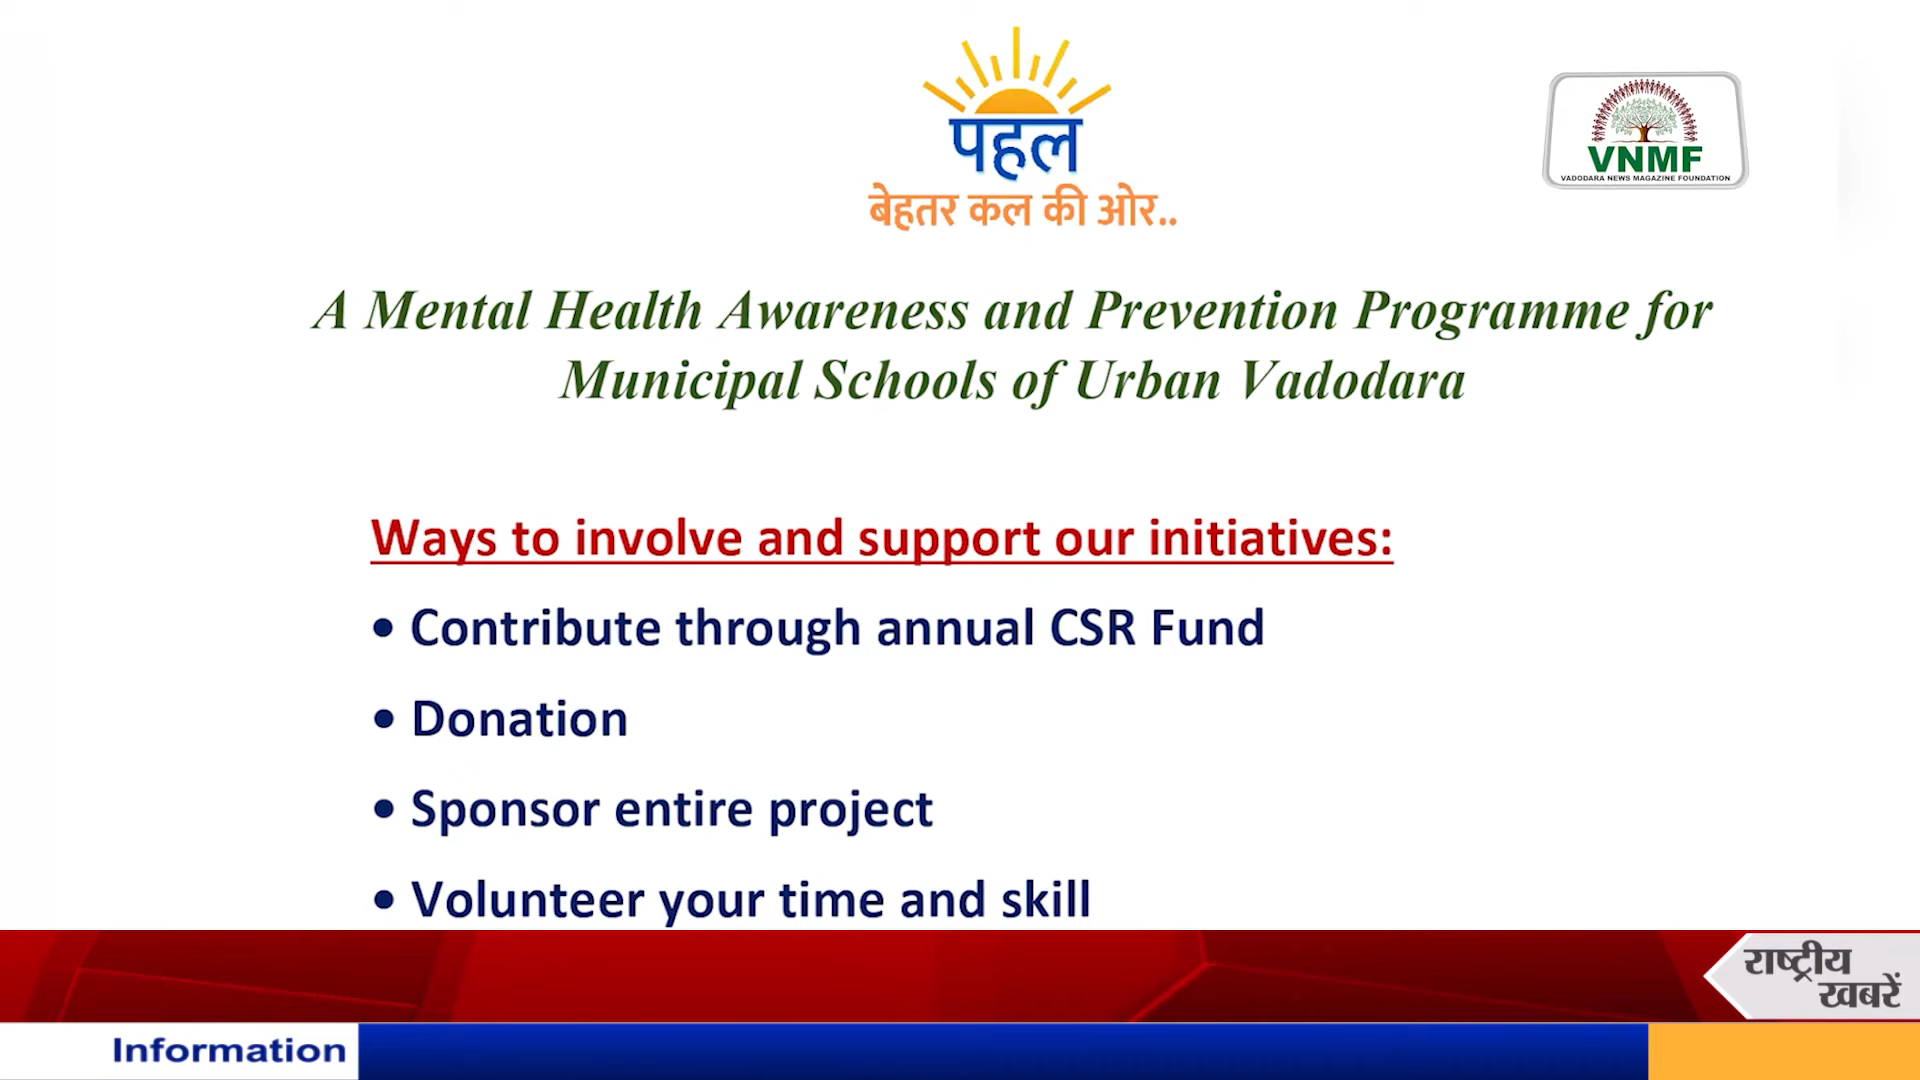 पहल
बेहतर कल की ओर..
VNMF
VADODARA NEWS MAGAZINE FOUNDATION
A Mental Health Awareness and Prevention Programme for
Municipal Schools of Urban Vadodara
Ways to involve and support our initiatives:
• Contribute through annual CSR Fund
• Donation
• Sponsor entire project
• Volunteer your time and skill
राष्ट्रीय
खबरें
Information